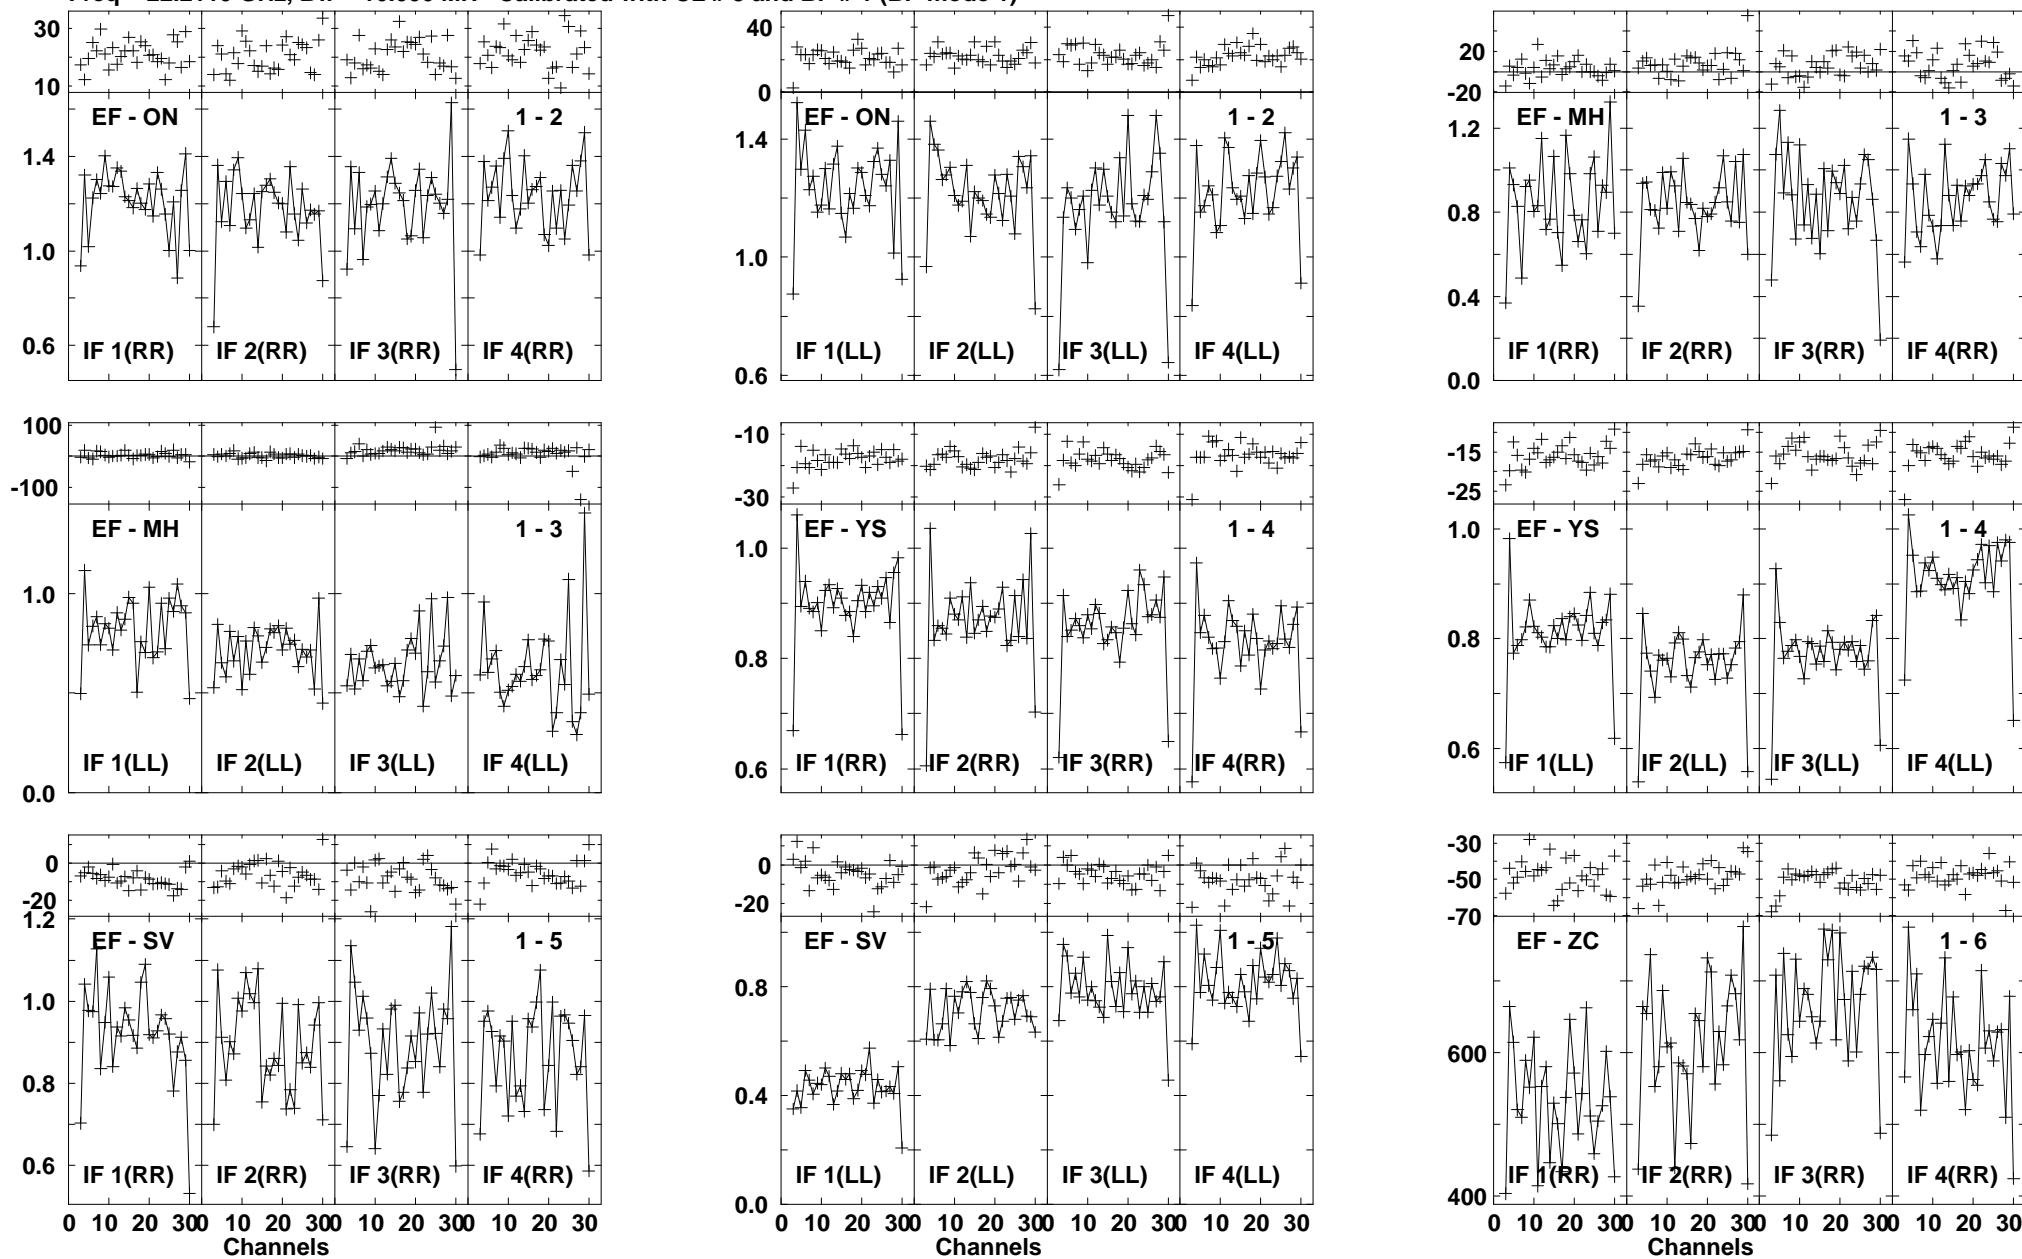 30
10
EF - ON
1 - 2
1.4
1.0
0.6
IF 1(RR)
IF 2(RR)
IF 3(RR)
IF 4(RR)
40
0
EF - ON
1 - 2
1.4
1.0
0.6
IF 1(LL)
IF 2(LL)
IF 3(LL)
IF 4(LL)
20
-20
EF - MH
1 - 3
1.2
0.8
0.4
0.0
IF 1(RR)
IF 2(RR)
IF 3(RR)
IF 4(RR)
100
-100
EF - MH
1 - 3
1.0
0.0
IF 1(LL)
IF 2(LL)
IF 3(LL)
IF 4(LL)
-10
-30
EF - YS
1 - 4
1.0
0.8
0.6
IF 1(RR)
IF 2(RR)
IF 3(RR)
IF 4(RR)
-15
-25
EF - YS
1 - 4
1.0
0.8
0.6
IF 1(LL)
IF 2(LL)
IF 3(LL)
IF 4(LL)
0
-20
EF - SV
1 - 5
1.2
1.0
0.8
0.6
IF 1(RR)
IF 2(RR)
IF 3(RR)
IF 4(RR)
0 10 20 30 0 10 20 30 0 10 20 30 0 10 20 30
Channels
0
-20
EF - SV
1 - 5
0.8
0.4
0.0
IF 1(LL)
IF 2(LL)
IF 3(LL)
IF 4(LL)
0 10 20 30 0 10 20 30 0 10 20 30 0 10 20 30
Channels
-30
-50
-70
EF - ZC
1 - 6
600
400
IF 1(RR)
IF 2(RR)
IF 3(RR)
IF 4(RR)
0 10 20 30 0 10 20 30 0 10 20 30 0 10 20 30
Channels